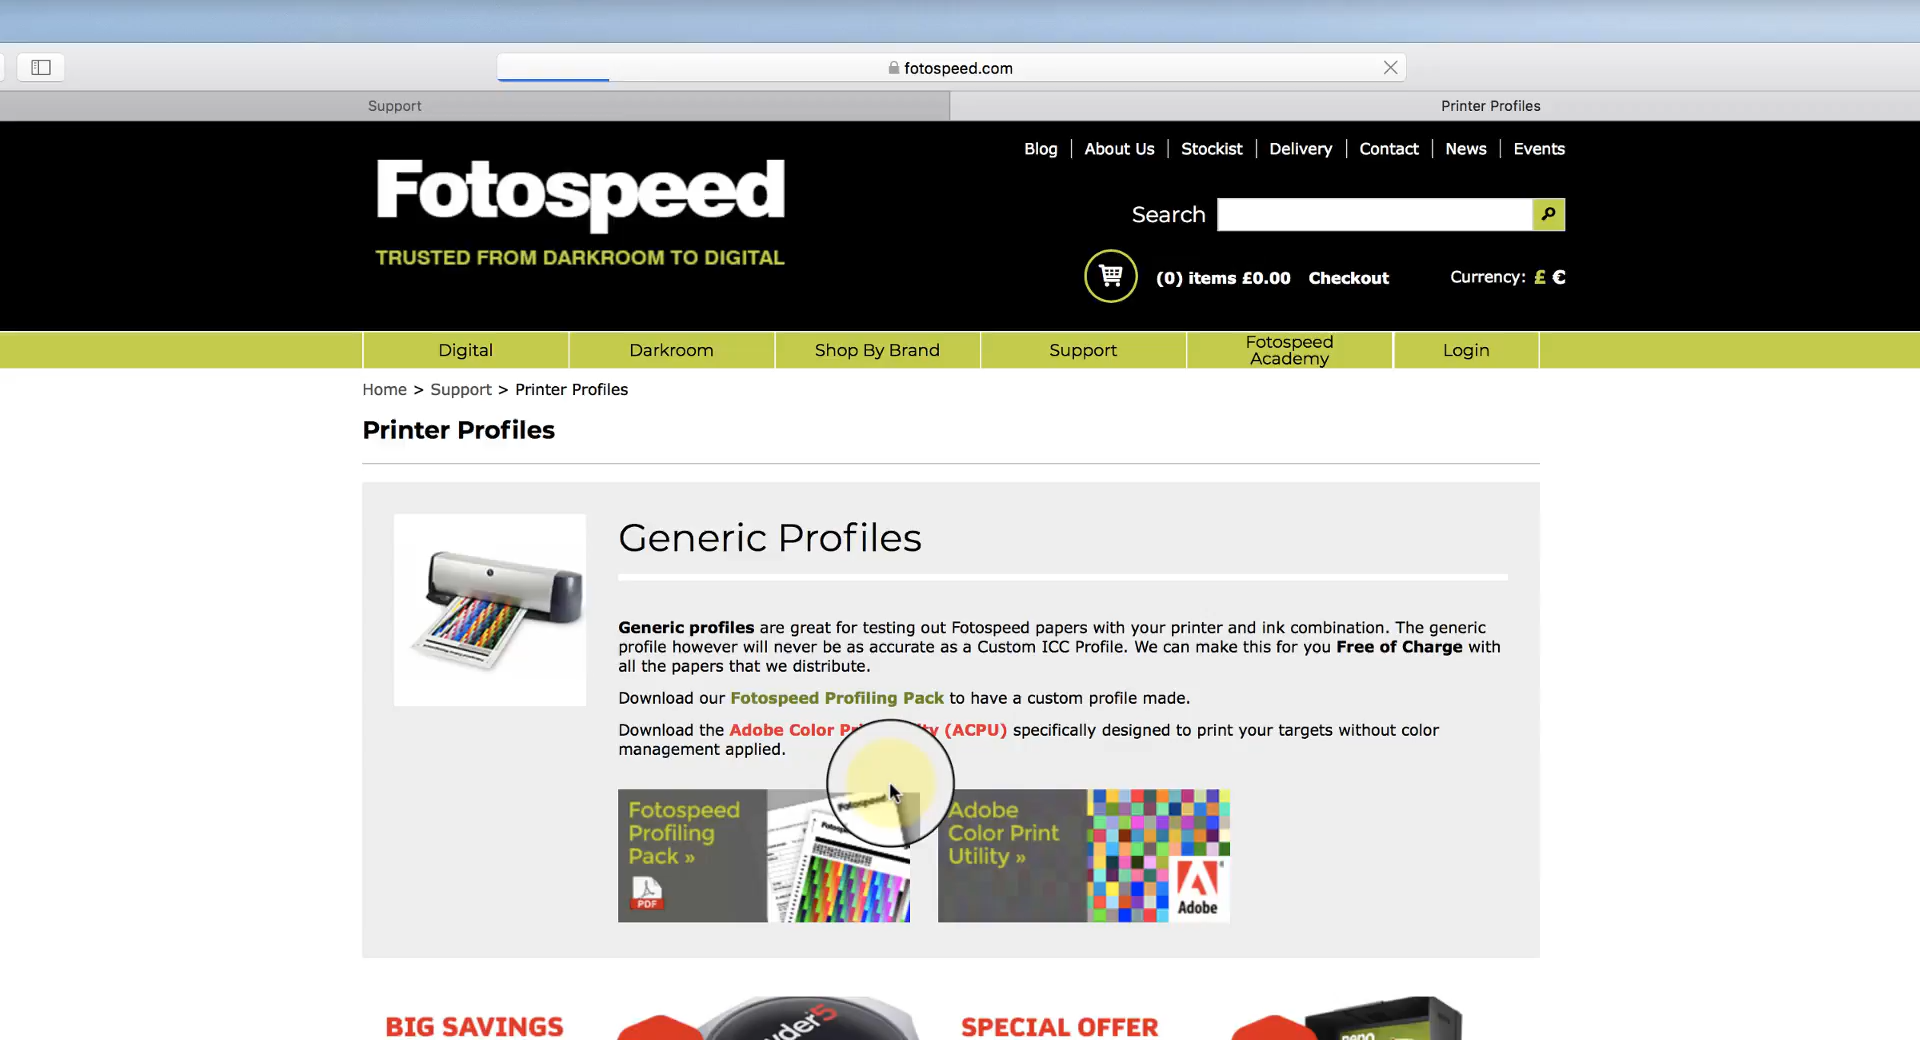 fotospeed.com
Support
Printer Profiles
Blog
About Us
Stockist
Delivery
Contact
News
Events
Fotospeed
TRUSTED FROM DARKROOM TO DIGITAL
Search
(0) items £0.00
Checkout
Currency: £ €
Digital
Darkroom
Shop By Brand
Support
Fotospeed
Academy
Login
Home > Support > Printer Profiles
Printer Profiles
Generic Profiles
Generic profiles are great for testing out Fotospeed papers with your printer and ink combination. The generic
profile however will never be as accurate as a Custom ICC Profile. We can make this for you Free of Charge with
all the papers that we distribute.
Download our Fotospeed Profiling Pack to have a custom profile made.
Download the Adobe Color (ACPU) specifically designed to print your targets without color
management applied.
Fotospeed
Profiling
Pack »
PDF
Fotospeed
Adobe
Color Print
Utility »
Adobe
BIG SAVINGS
SPECIAL OFFER